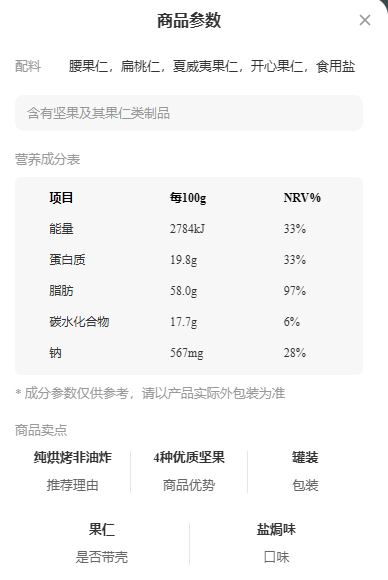 商品参数
配料 腰果仁，扁桃仁，夏威夷果仁，开心果仁，食用盐
含有坚果及其果仁类制品
营养成分表
项目 每100g NRV%
能量 2784kJ 33%
蛋白质 19.8g 33%
脂肪 58.0g 97%
碳水化合物 17.7g 6%
钠 567mg 28%
* 成分参数仅供参考，请以产品实际外包装为准
商品卖点
纯烘烤非油炸 4种优质坚果 罐装
推荐理由 商品优势 包装
果仁 盐焗味
是否带壳 口味